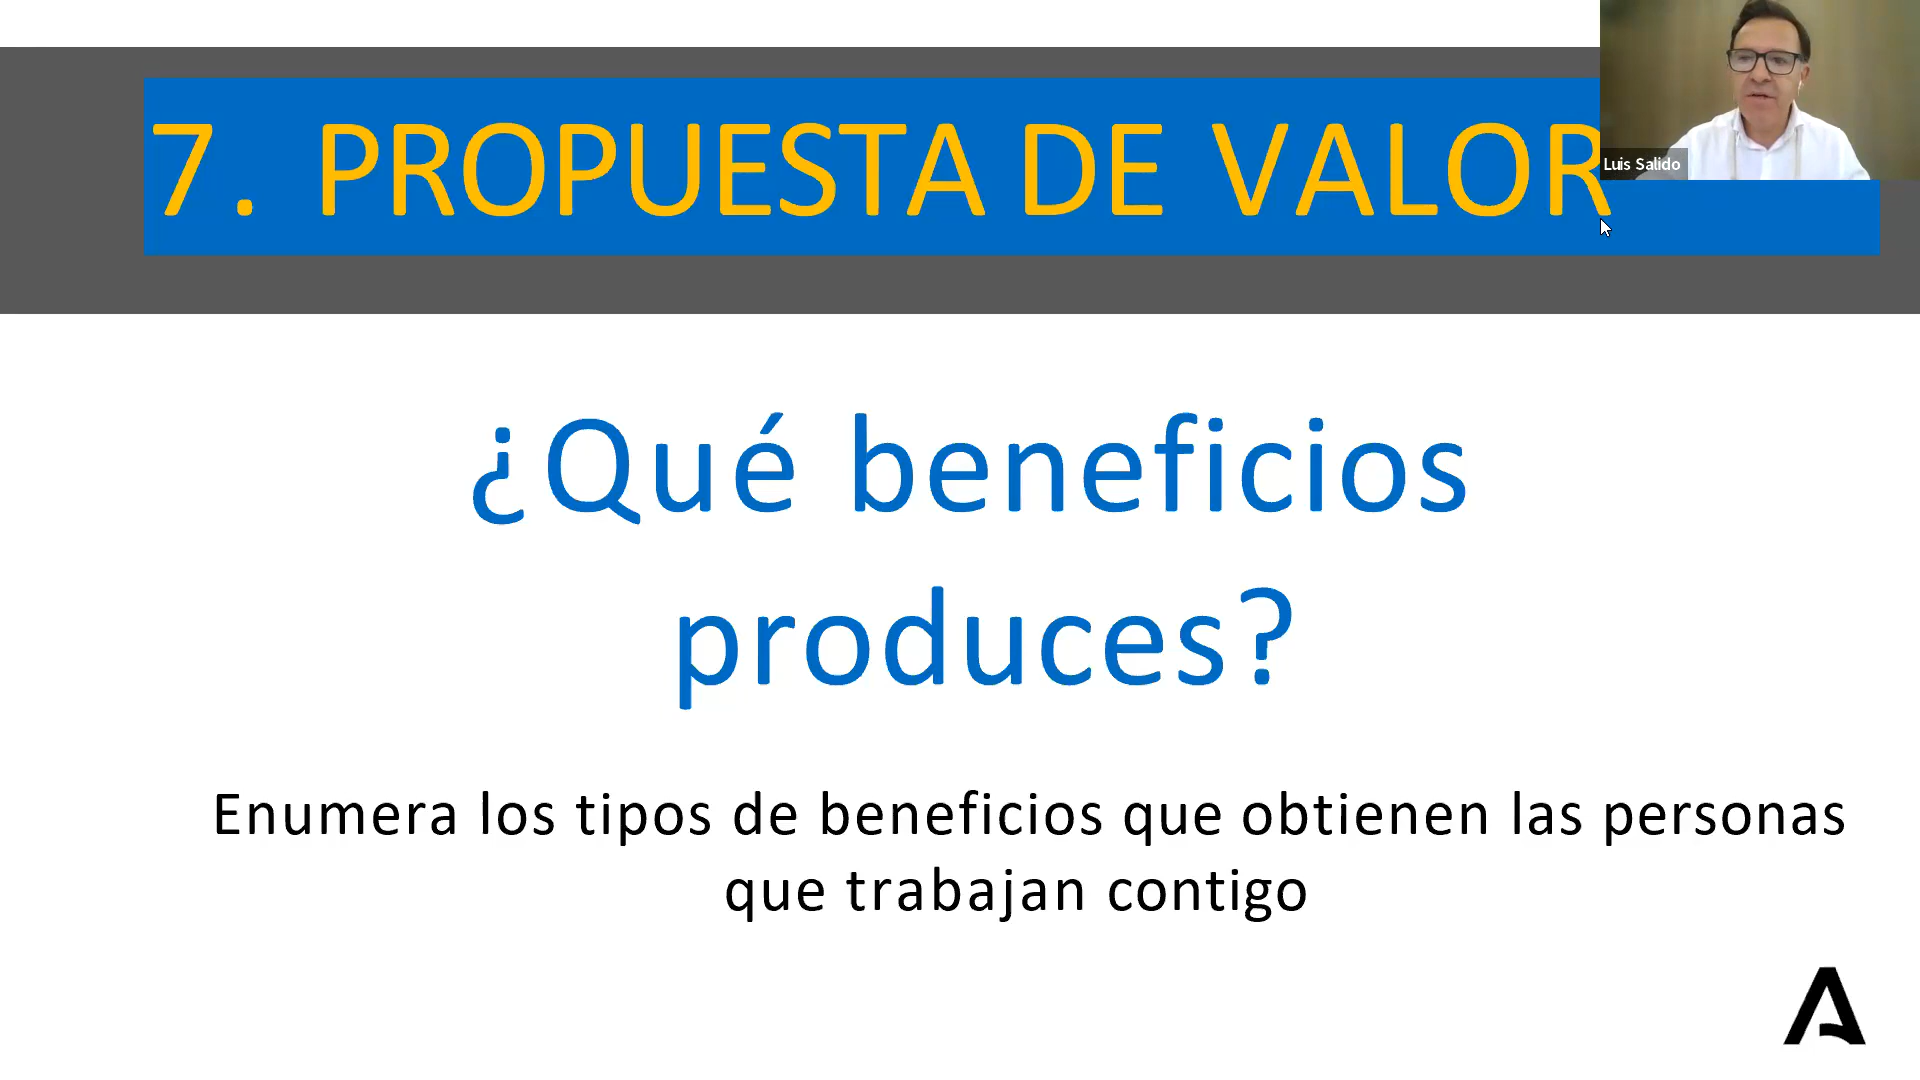 7. PROPUESTA DE VALOR
Luis Salido
¿Qué beneficios
produces?
Enumera los tipos de beneficios que obtienen las personas
que trabajan contigo